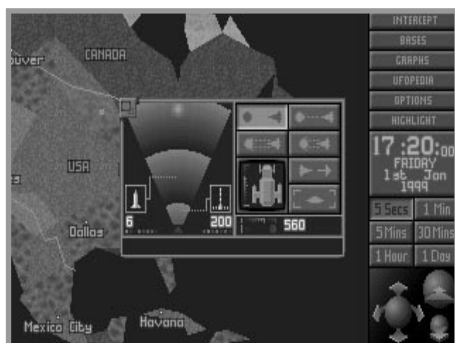 INTERCEPT
BASES
GRAPHS
UFOPEDIA
OPTIONS
HIGHLIGHT
17:20:00
FRIDAY
1st Jan
1999
5 Secs 1 Min
5 Mins 30 Mins
1 Hour 1 Day
CANADA
USA
6 200 560
Dallas
Mexico City Havana